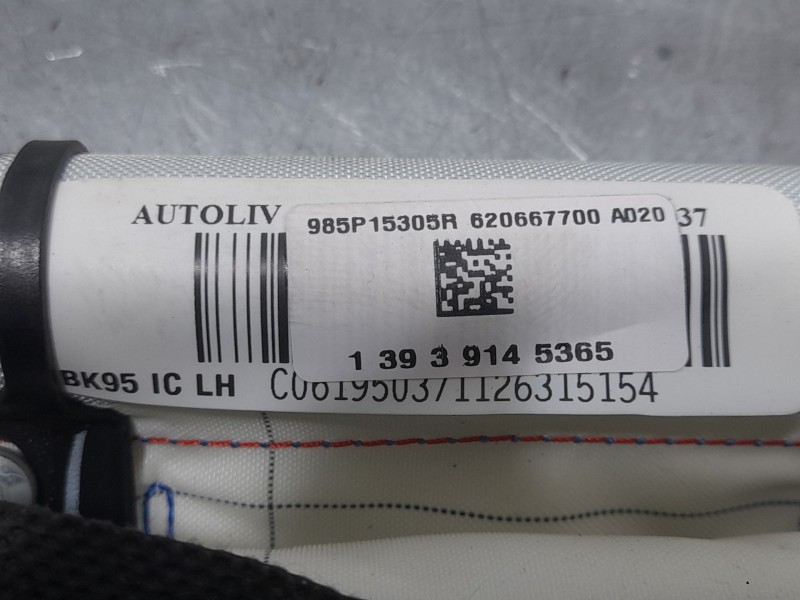 AUTOLIV
37
985P15305R 620667700 A020
1 39 3 914 5365
BK95 IC LH
C061950371126315154